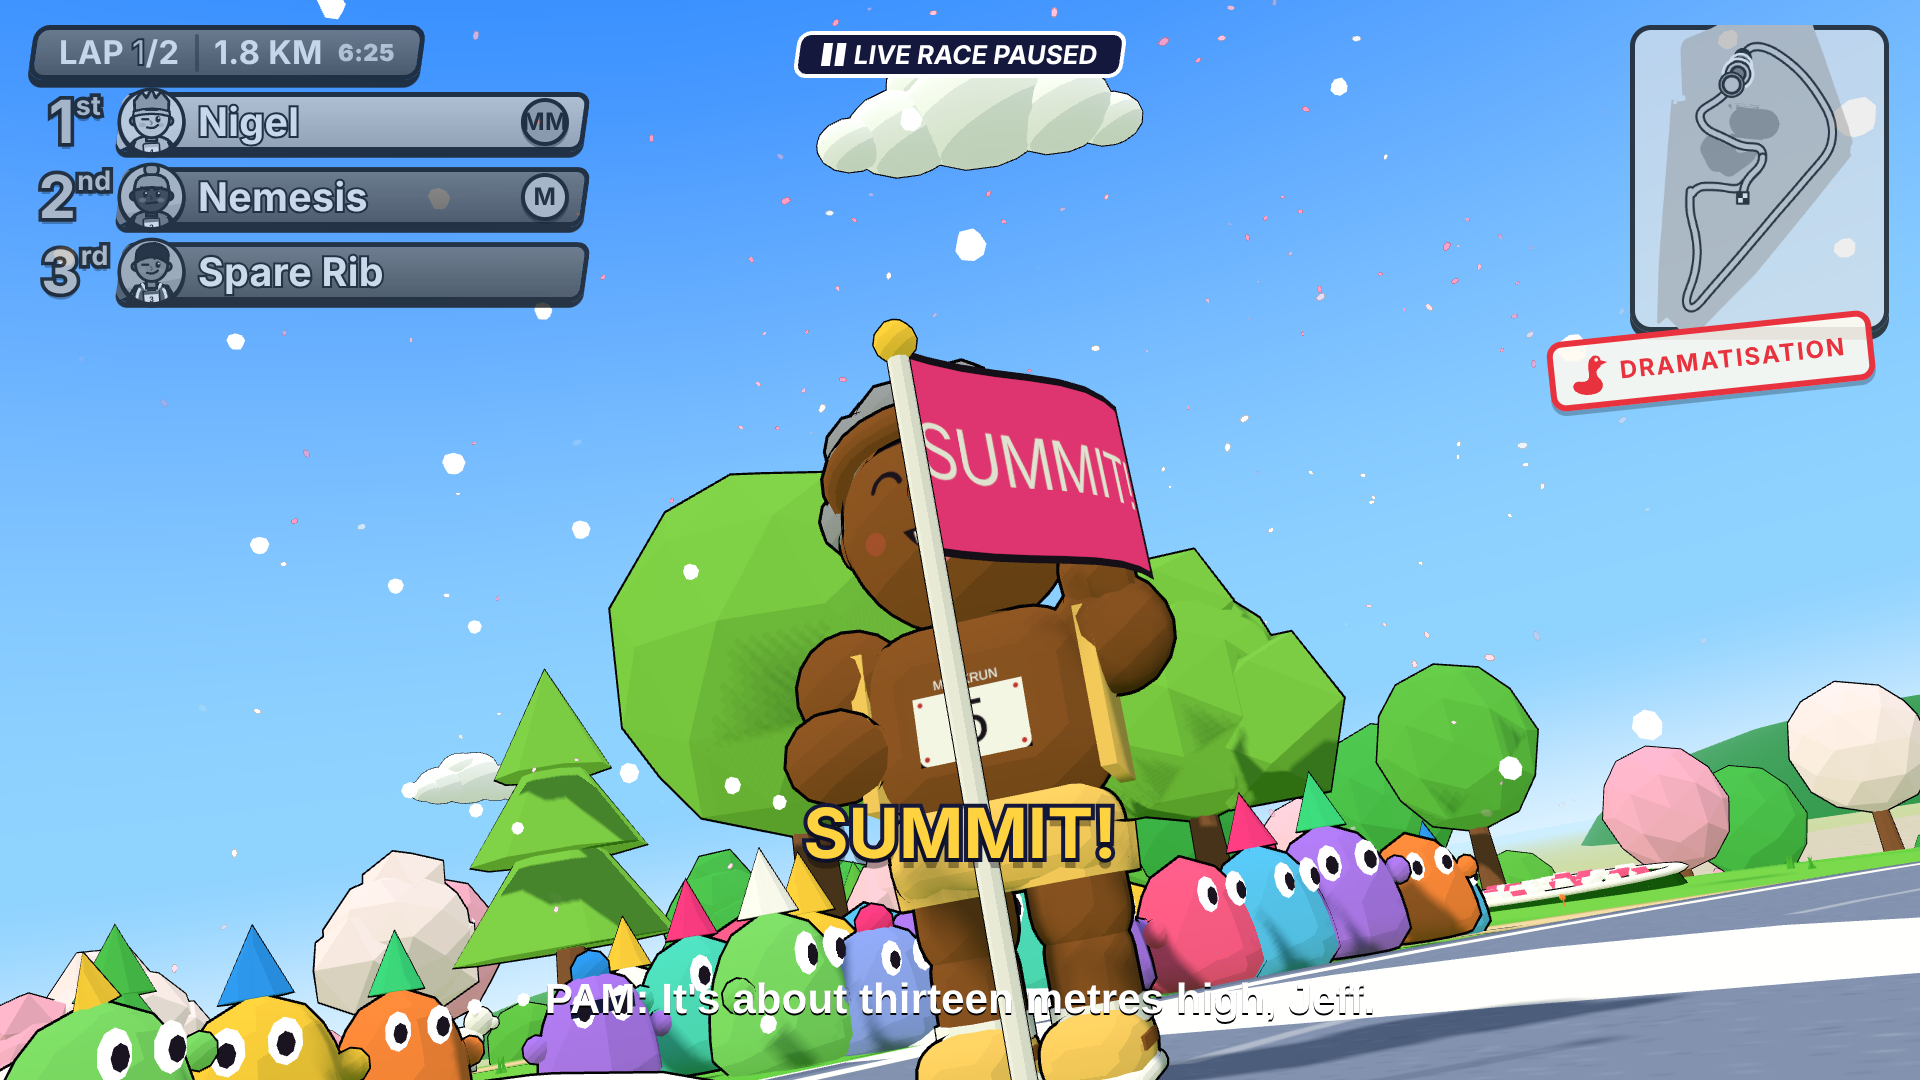 LAP 1/2 1.8 KM 6:25
LIVE RACE PAUSED
1st Nigel MM
2nd Nemesis M
3rd Spare Rib
DRAMATISATION
SUMMIT!
5
SUMMIT!
PAM: It's about thirteen metres high, Jeff.